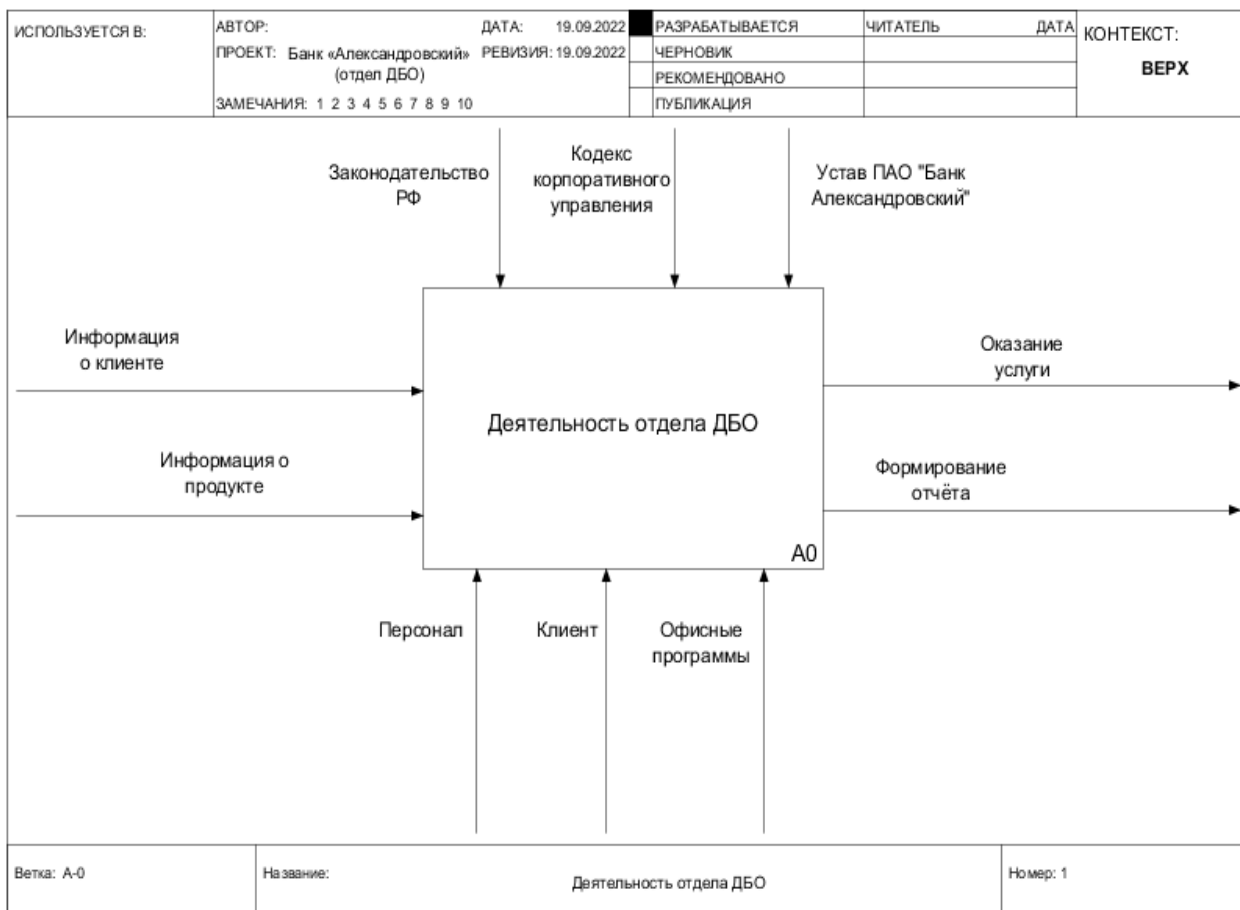 ИСПОЛЬЗУЕТСЯ В:
АВТОР:
ДАТА: 19.09.2022
ПРОЕКТ: Банк «Александровский»
(отдел ДБО)
РЕВИЗИЯ: 19.09.2022
ЗАМЕЧАНИЯ: 1 2 3 4 5 6 7 8 9 10
РАЗРАБАТЫВАЕТСЯ
ЧЕРНОВИК
РЕКОМЕНДОВАНО
ПУБЛИКАЦИЯ
ЧИТАТЕЛЬ
ДАТА
КОНТЕКСТ:
ВЕРХ
Законодательство
РФ
Кодекс
корпоративного
управления
Устав ПАО "Банк
Александровский"
Информация
о клиенте
Информация о
продукте
Деятельность отдела ДБО
A0
Оказание
услуги
Формирование
отчёта
Персонал
Клиент
Офисные
программы
Ветка: A-0
Название:
Деятельность отдела ДБО
Номер: 1